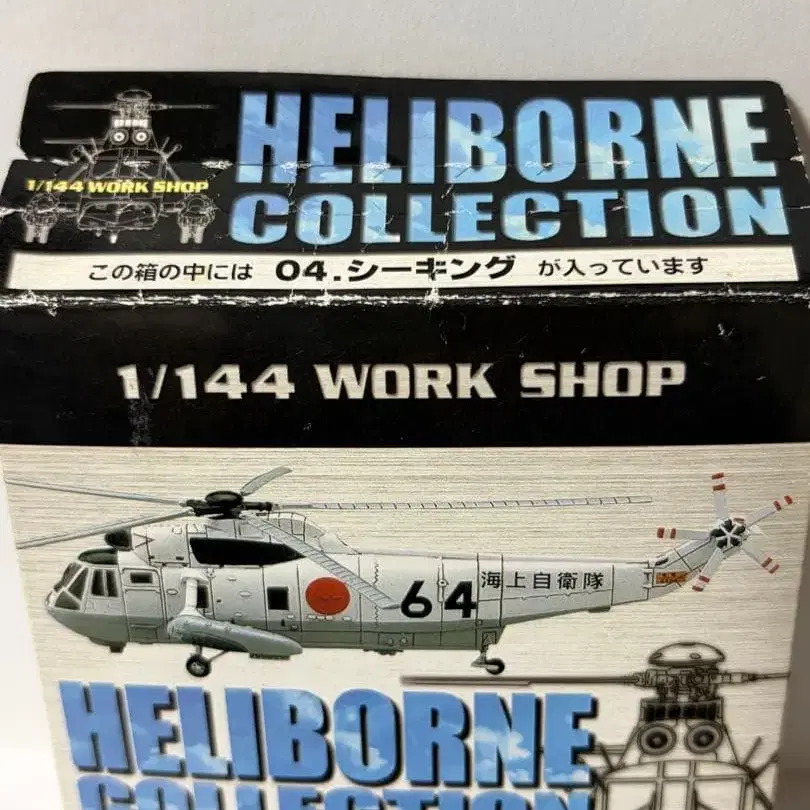 HELIBORNE
1/144 WORK SHOP
COLLECTION
この箱の中には 04.シーキング が入っています
1/144 WORK SHOP
64 海上自衛隊
HELIBORNE
COLLECTION